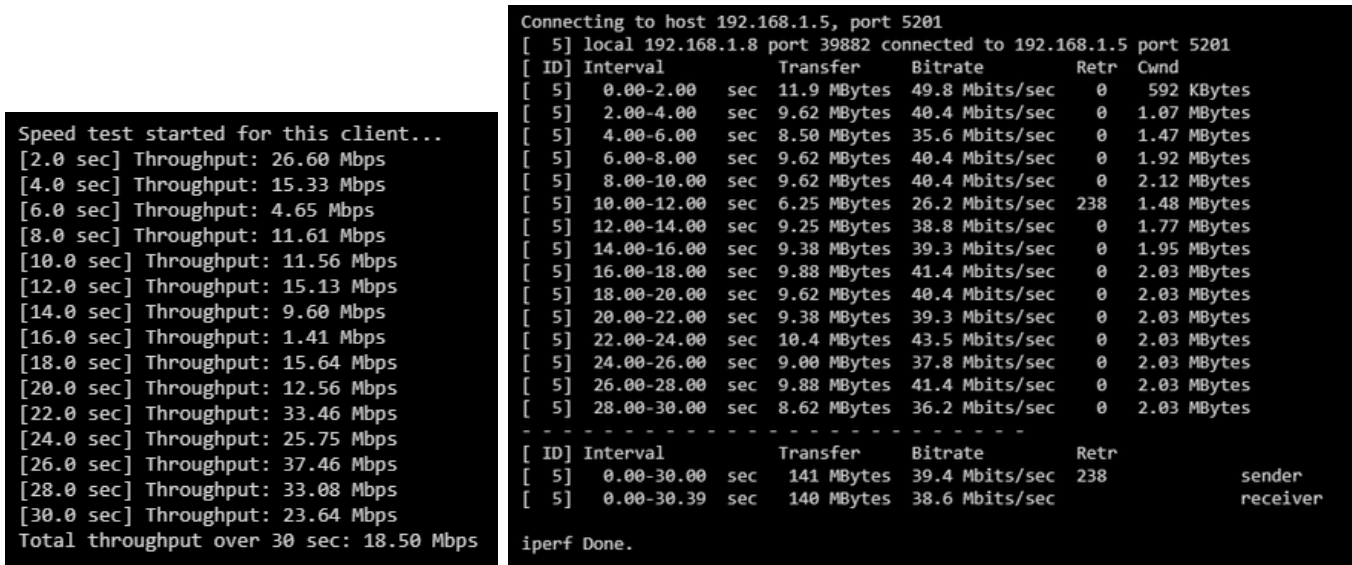 Speed test started for this client...
[2.0 sec] Throughput: 26.60 Mbps
[4.0 sec] Throughput: 15.33 Mbps
[6.0 sec] Throughput: 4.65 Mbps
[8.0 sec] Throughput: 11.61 Mbps
[10.0 sec] Throughput: 11.56 Mbps
[12.0 sec] Throughput: 15.13 Mbps
[14.0 sec] Throughput: 9.60 Mbps
[16.0 sec] Throughput: 1.41 Mbps
[18.0 sec] Throughput: 15.64 Mbps
[20.0 sec] Throughput: 12.56 Mbps
[22.0 sec] Throughput: 33.46 Mbps
[24.0 sec] Throughput: 25.75 Mbps
[26.0 sec] Throughput: 37.46 Mbps
[28.0 sec] Throughput: 33.08 Mbps
[30.0 sec] Throughput: 23.64 Mbps
Total throughput over 30 sec: 18.50 Mbps
Connecting to host 192.168.1.5, port 5201
[  5] local 192.168.1.8 port 39882 connected to 192.168.1.5 port 5201
[ ID] Interval           Transfer     Bitrate         Retr  Cwnd
[  5]   0.00-2.00   sec  11.9 MBytes  49.8 Mbits/sec    0    592 KBytes
[  5]   2.00-4.00   sec  9.62 MBytes  40.4 Mbits/sec    0   1.07 MBytes
[  5]   4.00-6.00   sec  8.50 MBytes  35.6 Mbits/sec    0   1.47 MBytes
[  5]   6.00-8.00   sec  9.62 MBytes  40.4 Mbits/sec    0   1.92 MBytes
[  5]   8.00-10.00  sec  9.62 MBytes  40.4 Mbits/sec    0   2.12 MBytes
[  5]  10.00-12.00  sec  6.25 MBytes  26.2 Mbits/sec  238   1.48 MBytes
[  5]  12.00-14.00  sec  9.25 MBytes  38.8 Mbits/sec    0   1.77 MBytes
[  5]  14.00-16.00  sec  9.38 MBytes  39.3 Mbits/sec    0   1.95 MBytes
[  5]  16.00-18.00  sec  9.88 MBytes  41.4 Mbits/sec    0   2.03 MBytes
[  5]  18.00-20.00  sec  9.62 MBytes  40.4 Mbits/sec    0   2.03 MBytes
[  5]  20.00-22.00  sec  9.38 MBytes  39.3 Mbits/sec    0   2.03 MBytes
[  5]  22.00-24.00  sec  10.4 MBytes  43.5 Mbits/sec    0   2.03 MBytes
[  5]  24.00-26.00  sec  9.00 MBytes  37.8 Mbits/sec    0   2.03 MBytes
[  5]  26.00-28.00  sec  9.88 MBytes  41.4 Mbits/sec    0   2.03 MBytes
[  5]  28.00-30.00  sec  8.62 MBytes  36.2 Mbits/sec    0   2.03 MBytes
- - - - - - - - - - - - - - - - - - - - - - - - -
[ ID] Interval           Transfer     Bitrate         Retr
[  5]   0.00-30.00  sec   141 MBytes  39.4 Mbits/sec  238             sender
[  5]   0.00-30.39  sec   140 MBytes  38.6 Mbits/sec                  receiver
iperf Done.